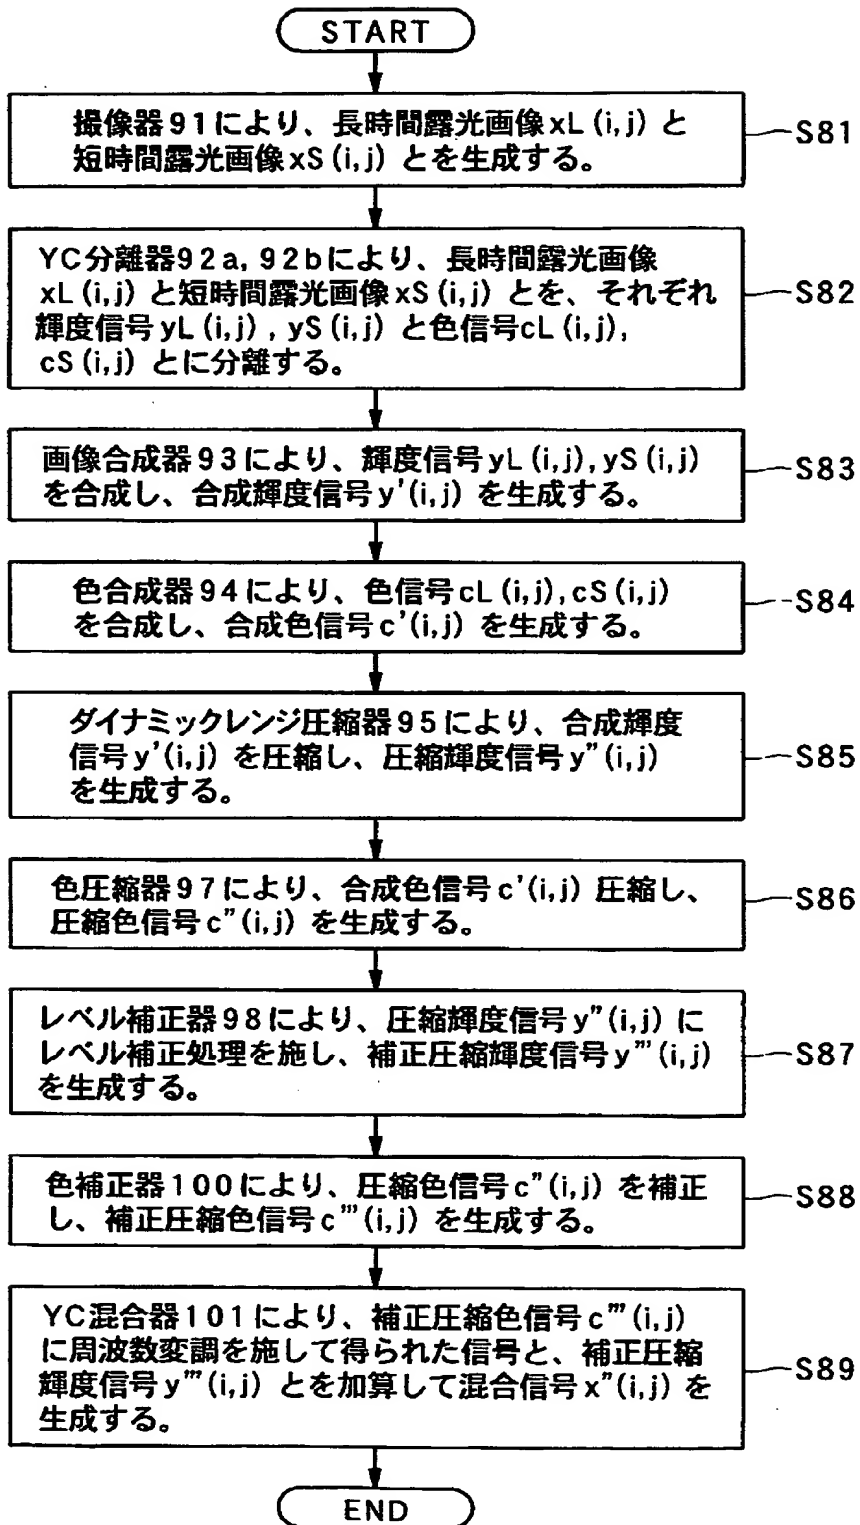 START
撮像器91により、長時間露光画像xL(i,j)と
短時間露光画像xS(i,j)とを生成する。
S81
YC分離器92a,92bにより、長時間露光画像
xL(i,j)と短時間露光画像xS(i,j)とを、それぞれ
輝度信号yL(i,j),yS(i,j)と色信号cL(i,j),
cS(i,j)とに分離する。
S82
画像合成器93により、輝度信号yL(i,j),yS(i,j)
を合成し、合成輝度信号y'(i,j)を生成する。
S83
色合成器94により、色信号cL(i,j),cS(i,j)
を合成し、合成色信号c'(i,j)を生成する。
S84
ダイナミックレンジ圧縮器95により、合成輝度
信号y'(i,j)を圧縮し、圧縮輝度信号y"(i,j)
を生成する。
S85
色圧縮器97により、合成色信号c'(i,j)圧縮し、
圧縮色信号c"(i,j)を生成する。
S86
レベル補正器98により、圧縮輝度信号y"(i,j)に
レベル補正処理を施し、補正圧縮輝度信号y"'(i,j)
を生成する。
S87
色補正器100により、圧縮色信号c"(i,j)を補正
し、補正圧縮色信号c"'(i,j)を生成する。
S88
YC混合器101により、補正圧縮色信号c"'(i,j)
に周波数変調を施して得られた信号と、補正圧縮
輝度信号y"'(i,j)とを加算して混合信号x"(i,j)を
生成する。
S89
END